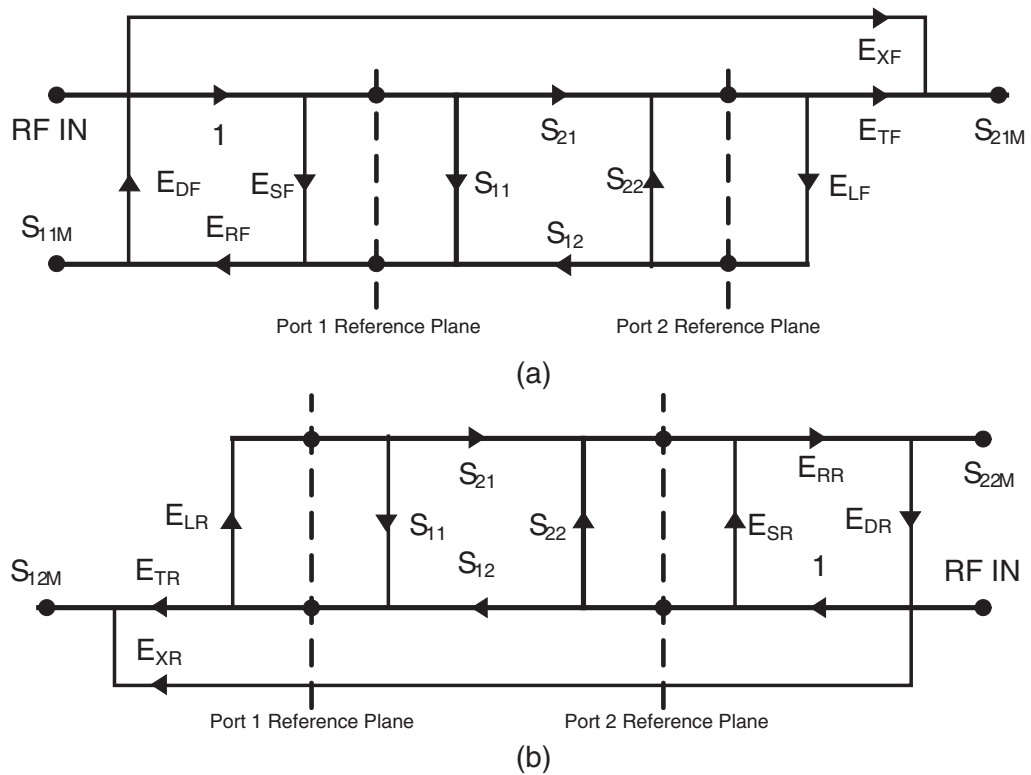 E_XF
RF IN
1
S_21
E_TF
S_21M
E_DF
E_SF
S_11
S_22
E_LF
S_11M
E_RF
S_12
Port 1 Reference Plane
Port 2 Reference Plane
(a)
S_21
E_RR
S_22M
E_LR
S_11
S_22
E_SR
E_DR
S_12M
E_TR
S_12
1
RF IN
E_XR
Port 1 Reference Plane
Port 2 Reference Plane
(b)